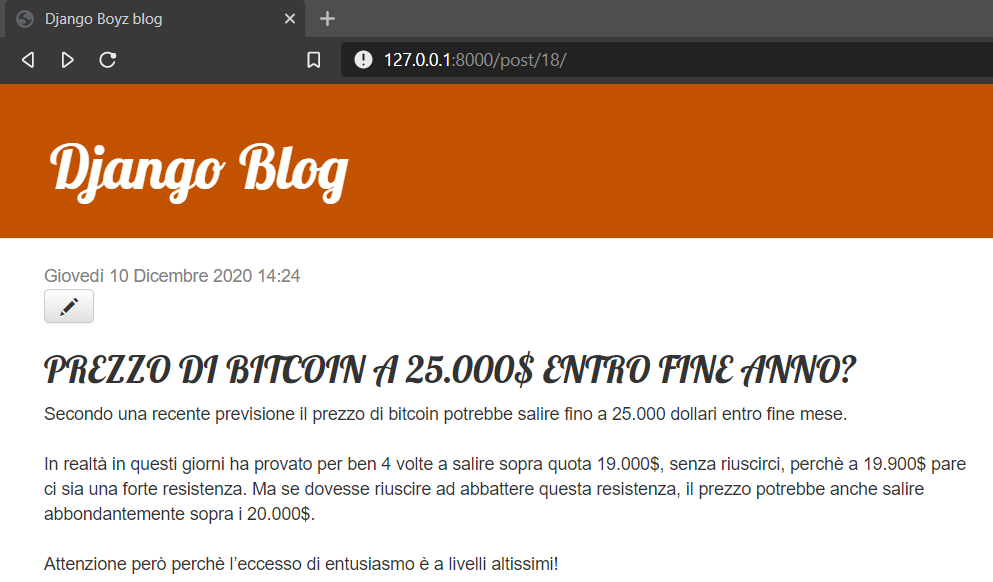 Django Boyz blog
127.0.0.1:8000/post/18/
Django Blog
Giovedì 10 Dicembre 2020 14:24
PREZZO DI BITCOIN A 25.000$ ENTRO FINE ANNO?
Secondo una recente previsione il prezzo di bitcoin potrebbe salire fino a 25.000 dollari entro fine mese.
In realtà in questi giorni ha provato per ben 4 volte a salire sopra quota 19.000$, senza riuscirci, perchè a 19.900$ pare
ci sia una forte resistenza. Ma se dovesse riuscire ad abbattere questa resistenza, il prezzo potrebbe anche salire
abbondantemente sopra i 20.000$.
Attenzione però perchè l’eccesso di entusiasmo è a livelli altissimi!